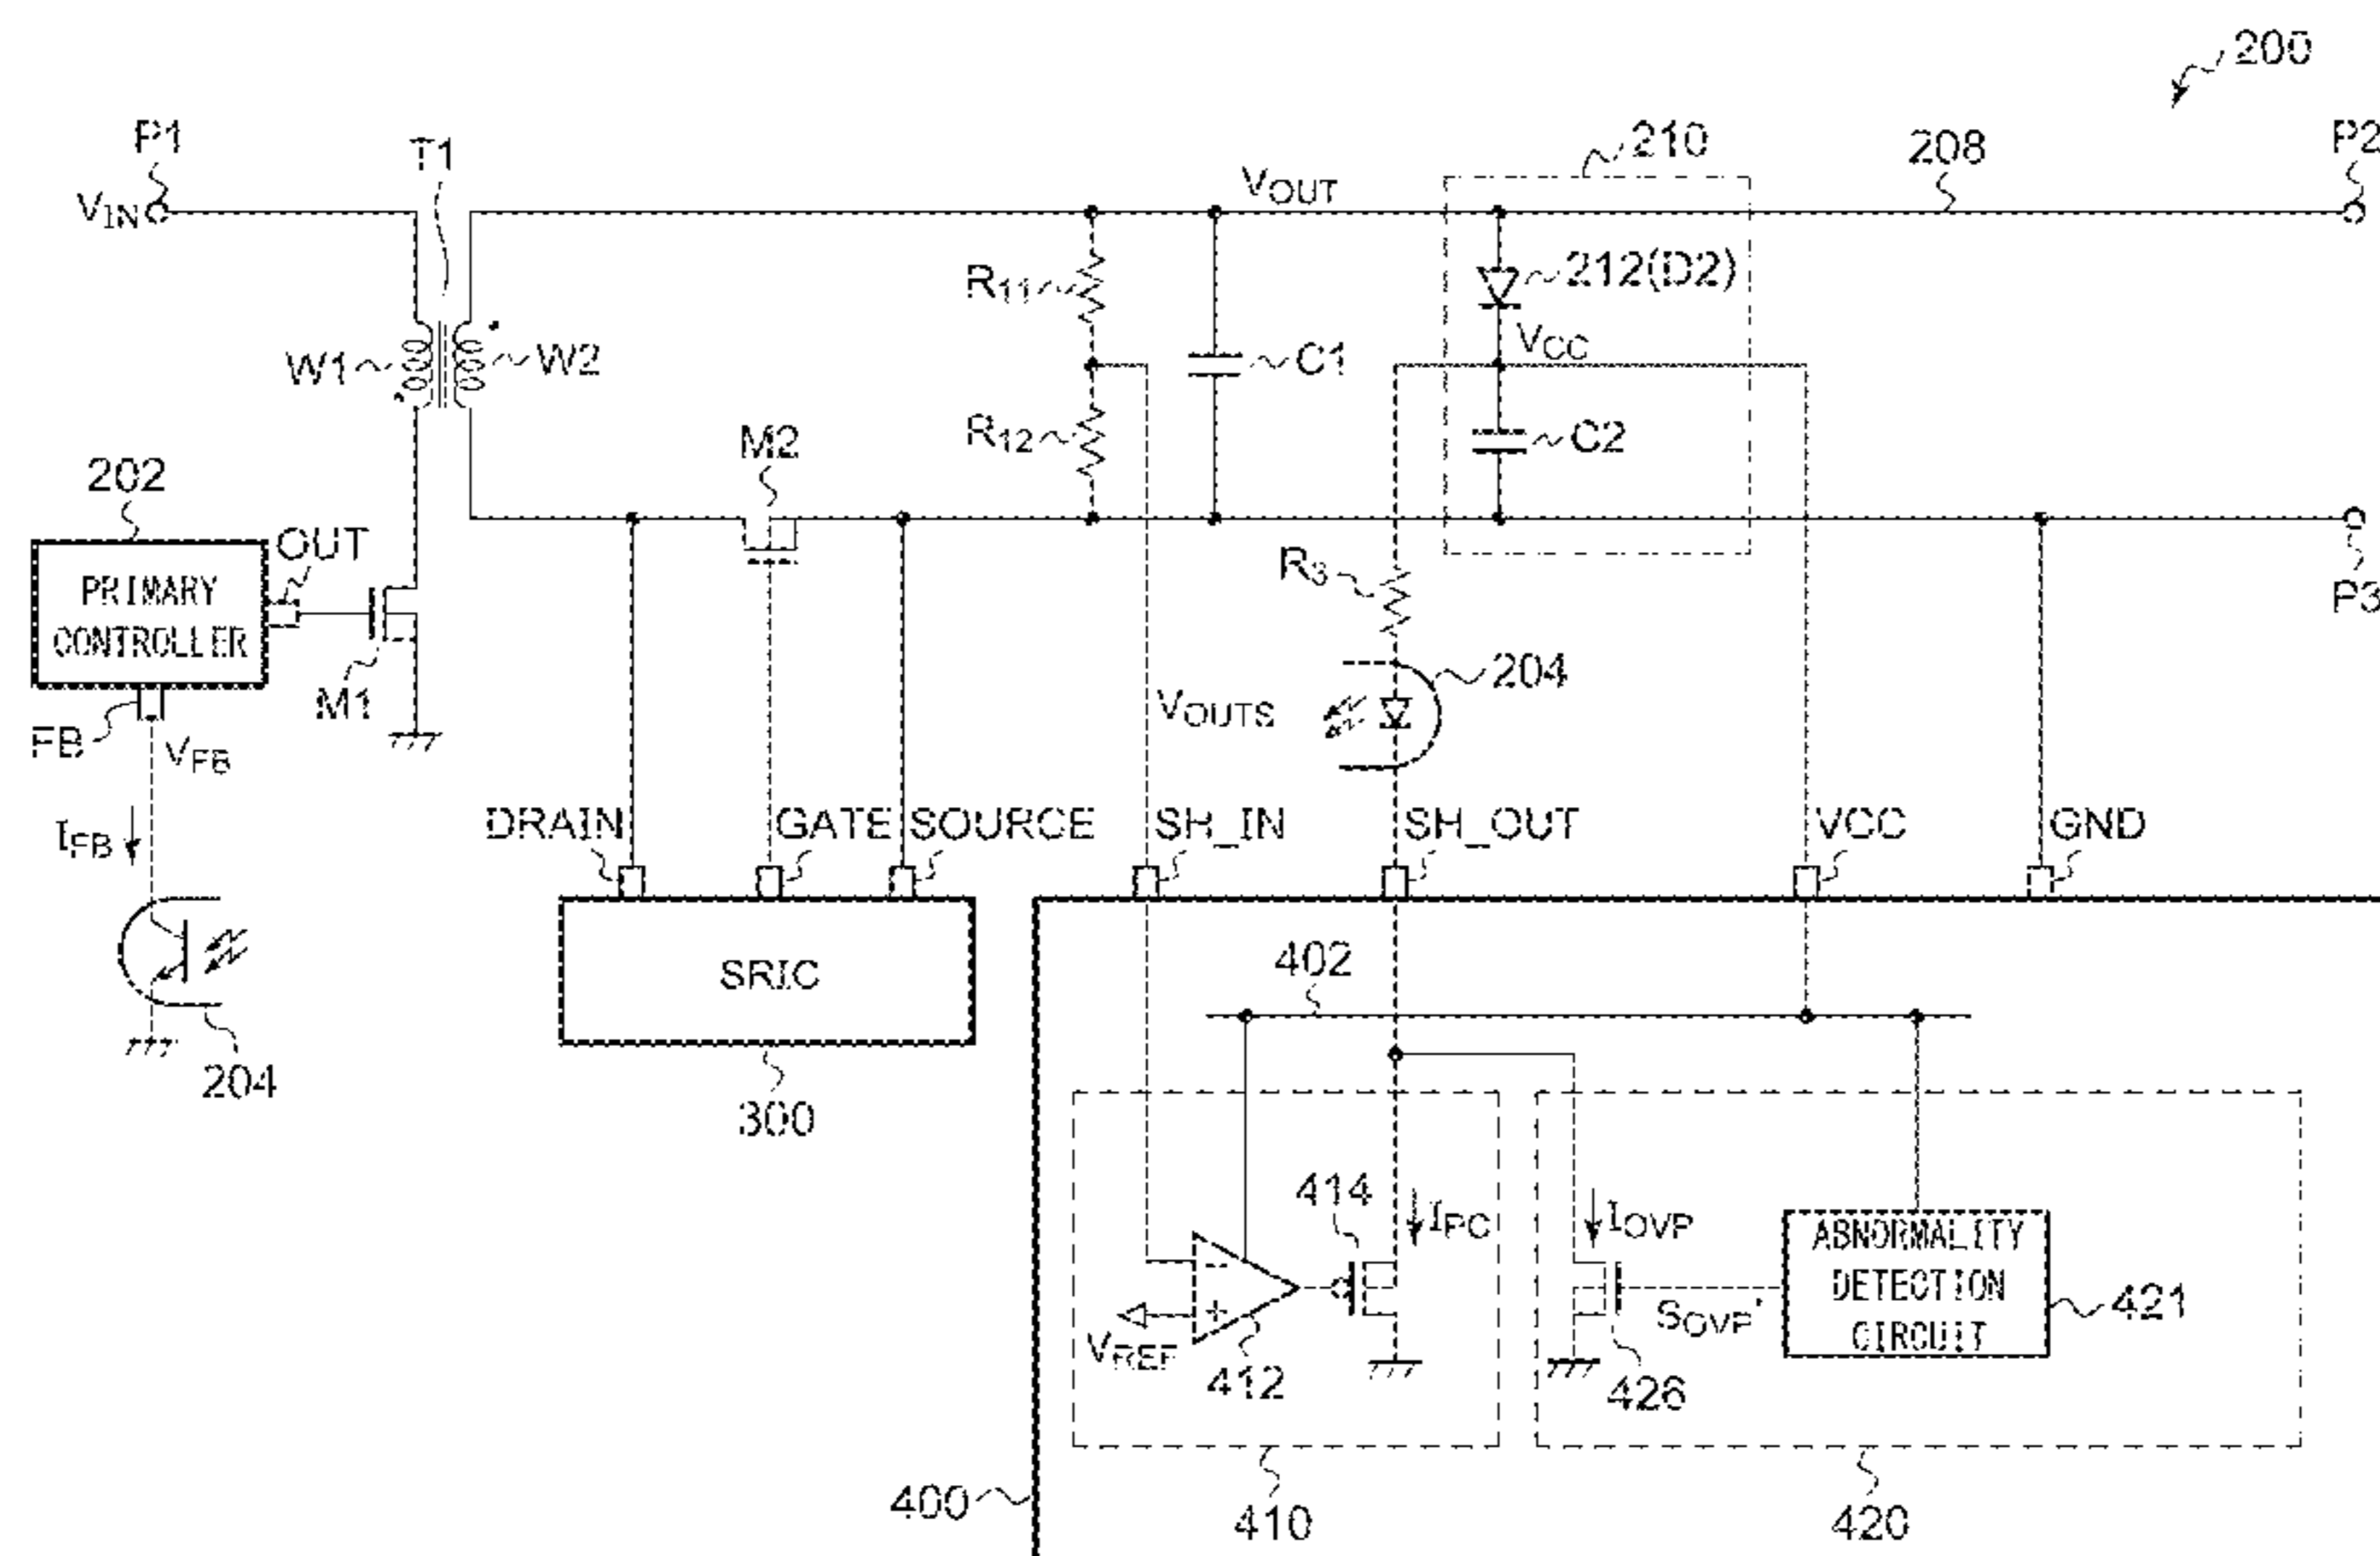 200
P1
T1
210
208
P2
VIN
VOUT
R11
212(D2)
W1
W2
C1
VCC
R12
C2
M2
202
OUT
R3
P3
PRIMARY
CONTROLLER
M1
204
VOUTS
FB
VFB
IFB
DRAIN
GATE
SOURCE
SH_IN
SH_OUT
VCC
GND
SRIC
402
204
300
414
IPC
IOVP
ABNORMALITY
DETECTION
CIRCUIT
421
-
+
SOVP'
VREF
412
426
400
410
420